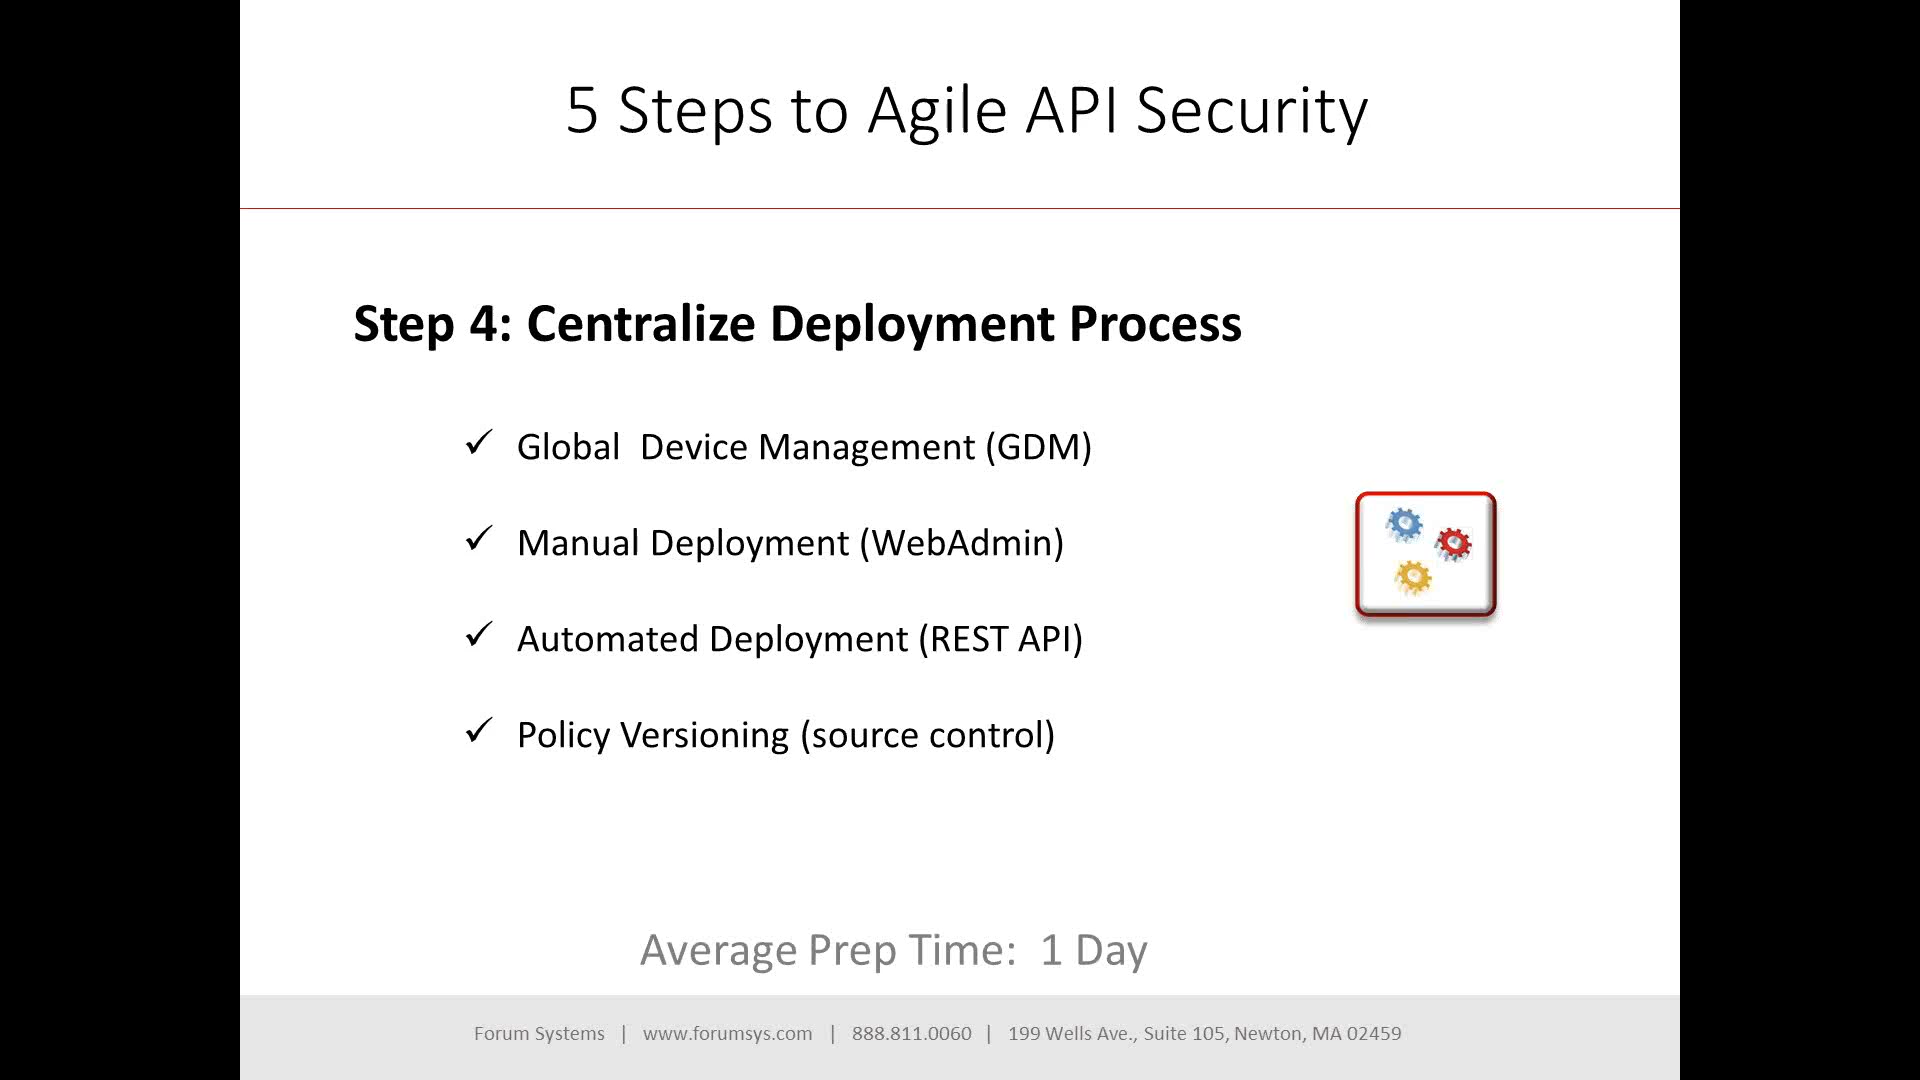 5 Steps to Agile API Security
Step 4: Centralize Deployment Process
✓ Global  Device Management (GDM)
✓ Manual Deployment (WebAdmin)
✓ Automated Deployment (REST API)
✓ Policy Versioning (source control)
Average Prep Time:  1 Day
Forum Systems | www.forumsys.com | 888.811.0060 | 199 Wells Ave., Suite 105, Newton, MA 02459